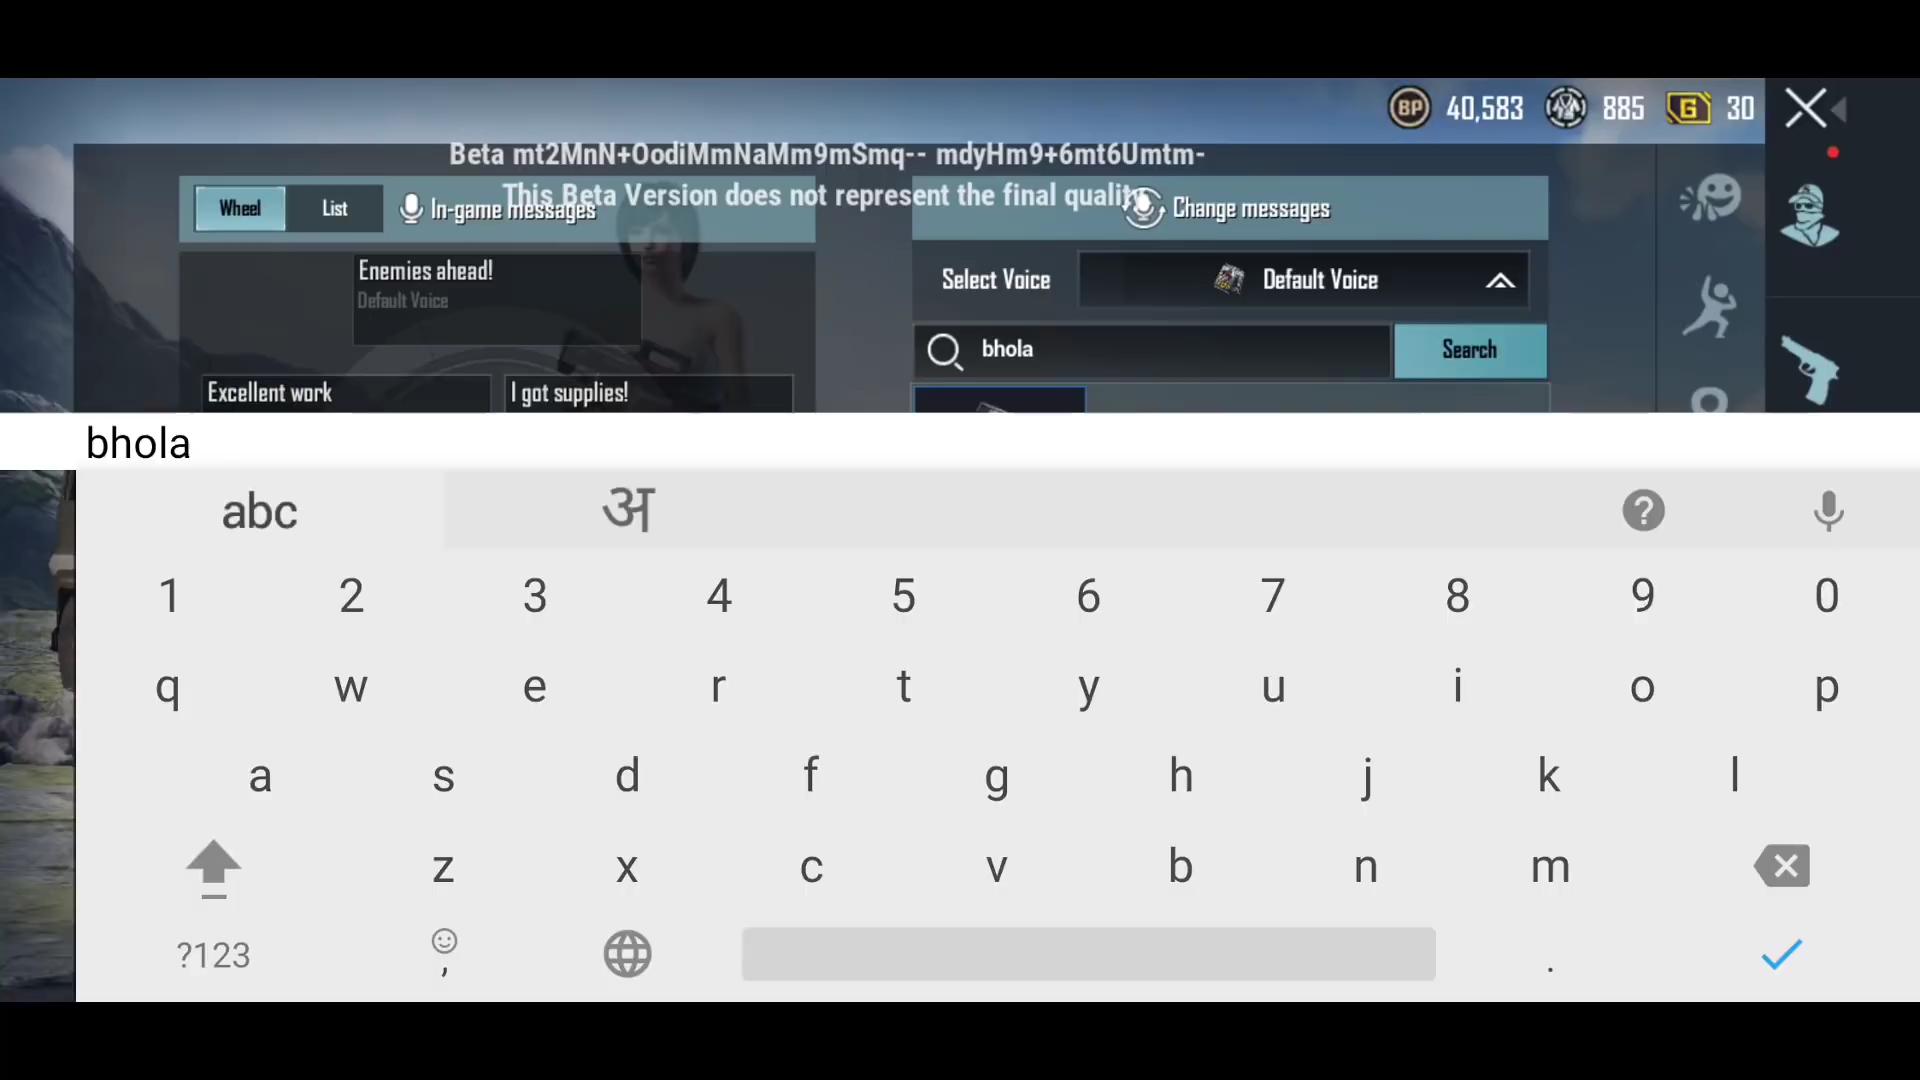 BP 40,583 885 G 30
Beta mt2MnN+OodiMmNaMm9mSmq-- mdyHm9+6mt6Umtm-
This Beta Version does not represent the final quality
Wheel List In-game messages
Change messages
Enemies ahead!
Default Voice
Select Voice Default Voice
bhola Search
Excellent work I got supplies!
bhola
abc अ ?
1 2 3 4 5 6 7 8 9 0
q w e r t y u i o p
a s d f g h j k l
z x c v b n m
?123 , .